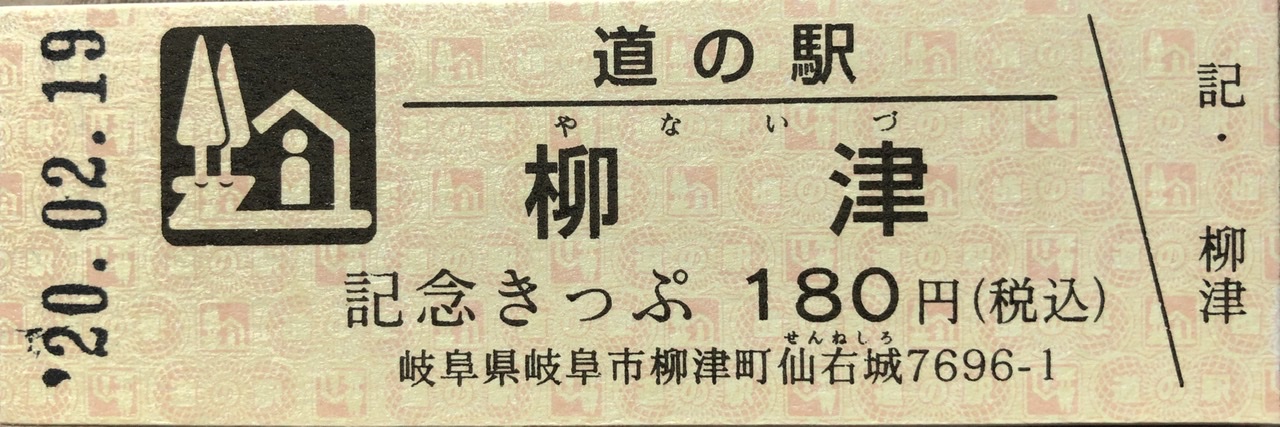 '20.02.19
道の駅
やないづ
柳津
記念きっぷ 180円(税込)
せんねしろ
岐阜県岐阜市柳津町仙右城7696-1
記・柳津